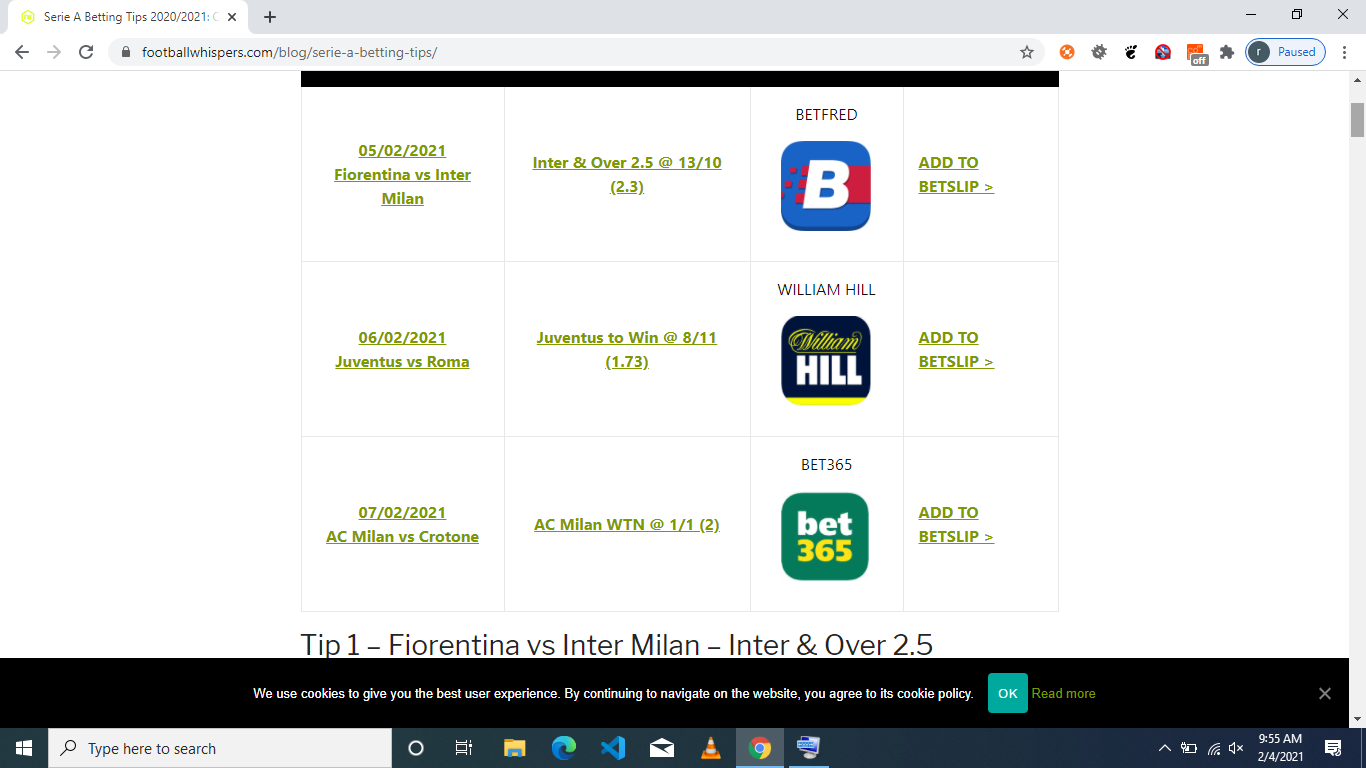 Serie A Betting Tips 2020/2021:
footballwhispers.com/blog/serie-a-betting-tips/
off
r
Paused
05/02/2021
Fiorentina vs Inter
Milan
Inter & Over 2.5 @ 13/10
(2.3)
BETFRED
B
ADD TO
BETSLIP >
06/02/2021
Juventus vs Roma
Juventus to Win @ 8/11
(1.73)
WILLIAM HILL
William
HILL
ADD TO
BETSLIP >
07/02/2021
AC Milan vs Crotone
AC Milan WTN @ 1/1 (2)
BET365
bet
365
ADD TO
BETSLIP >
Tip 1 – Fiorentina vs Inter Milan – Inter & Over 2.5
We use cookies to give you the best user experience. By continuing to navigate on the website, you agree to its cookie policy.
OK
Read more
Type here to search
9:55 AM
2/4/2021